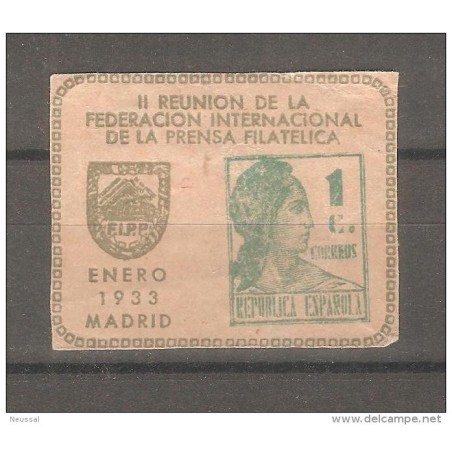 II REUNION DE LA
FEDERACION INTERNACIONAL
DE LA PRENSA FILATELICA
F.I.P.P.
ENERO
1933
MADRID
1
C.
CORREOS
REPUBLICA ESPAÑOLA
Neussal
delcampe.net